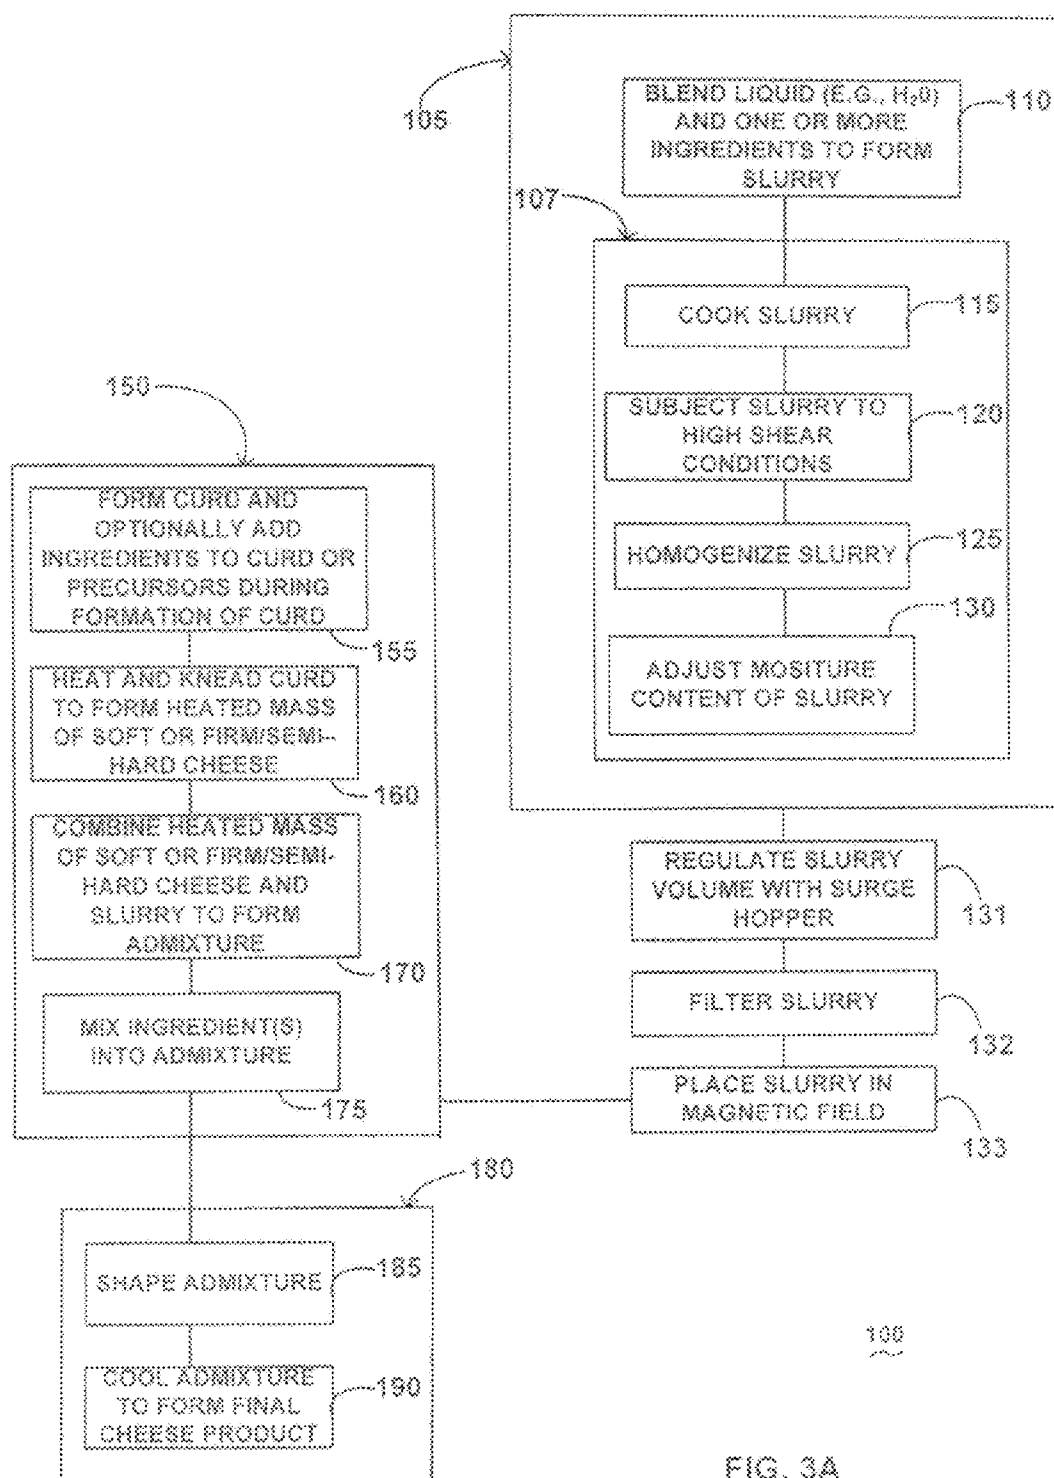 105
BLEND LIQUID (E.G., H₂0)
AND ONE OR MORE
INGREDIENTS TO FORM
SLURRY
110
107
COOK SLURRY
115
SUBJECT SLURRY TO
HIGH SHEAR
CONDITIONS
120
HOMOGENIZE SLURRY
125
130
ADJUST MOSITURE
CONTENT OF SLURRY
150
FORM CURD AND
OPTIONALLY ADD
INGREDIENTS TO CURD OR
PRECURSORS DURING
FORMATION OF CURD
155
HEAT AND KNEAD CURD
TO FORM HEATED MASS
OF SOFT OR FIRM/SEMI-
HARD CHEESE
160
COMBINE HEATED MASS
OF SOFT OR FIRM/SEMI-
HARD CHEESE AND
SLURRY TO FORM
ADMIXTURE
170
MIX INGREDIENT(S)
INTO ADMIXTURE
175
REGULATE SLURRY
VOLUME WITH SURGE
HOPPER
131
FILTER SLURRY
132
PLACE SLURRY IN
MAGNETIC FIELD
133
180
SHAPE ADMIXTURE
185
COOL ADMIXTURE
TO FORM FINAL
CHEESE PRODUCT
190
100
FIG. 3A